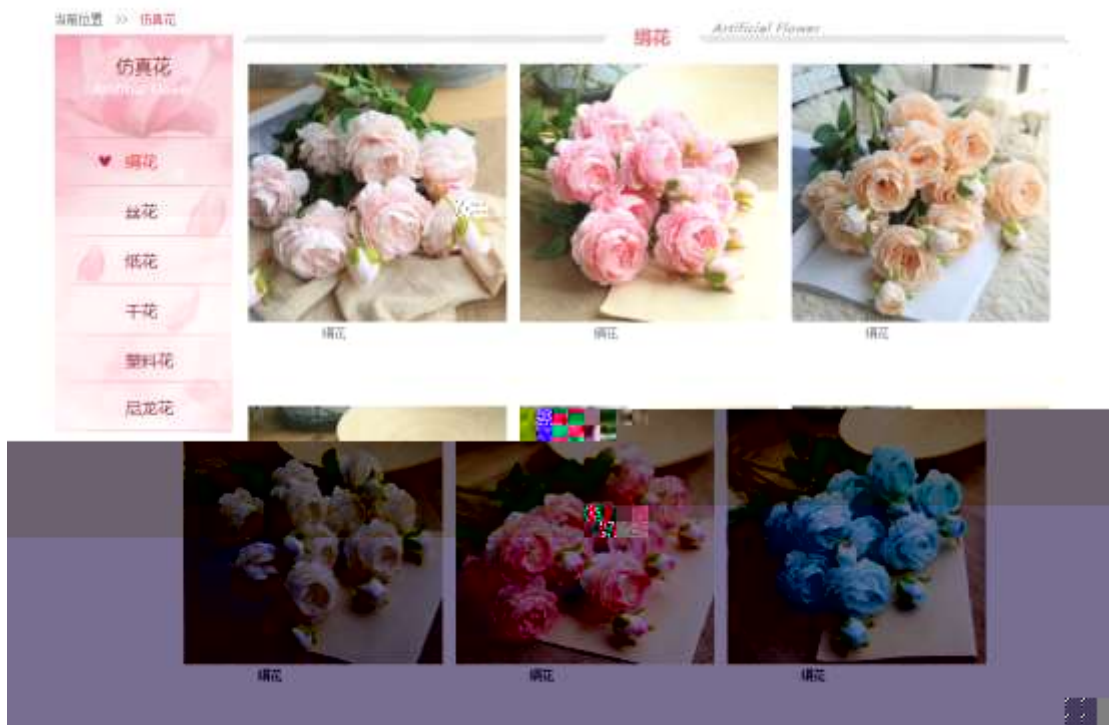 当前位置 >> 仿真花
仿真花
绢花
丝花
纸花
干花
塑料花
尼龙花
绢花
Artificial Flower
绢花
绢花
绢花
绢花
绢花
绢花